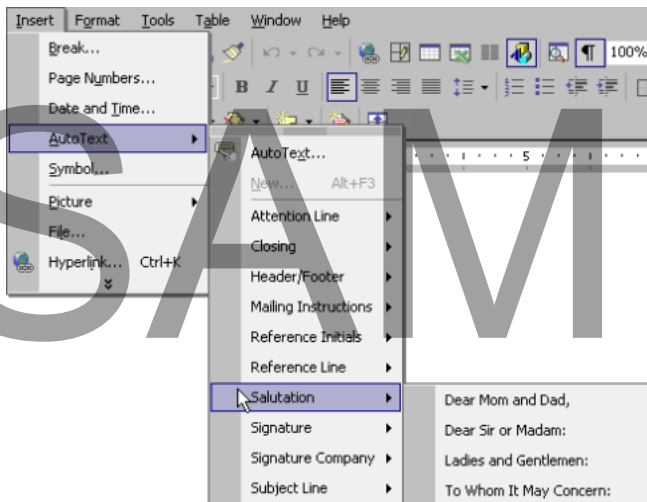 Insert Format Tools Table Window Help
100%
B I U
Break...
Page Numbers...
Date and Time...
AutoText
Symbol...
Picture
File...
Hyperlink... Ctrl+K
5
AutoText...
New... Alt+F3
Attention Line
Closing
Header/Footer
Mailing Instructions
Reference Initials
Reference Line
Salutation
Signature
Signature Company
Subject Line
Dear Mom and Dad,
Dear Sir or Madam:
Ladies and Gentlemen:
To Whom It May Concern:
SAM